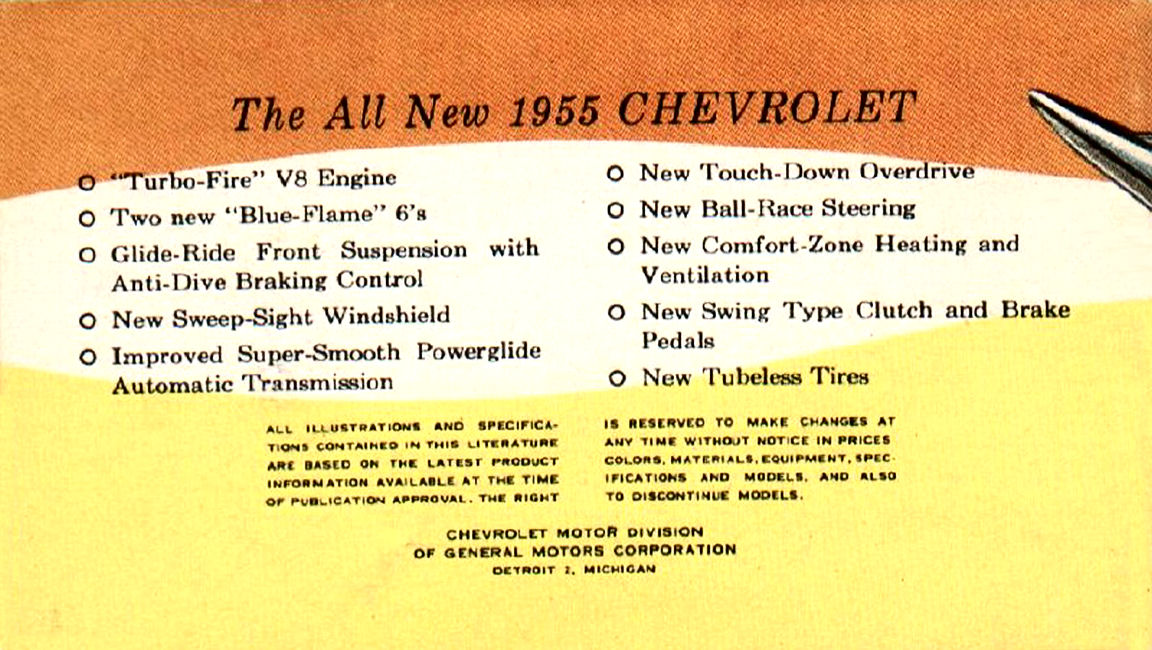 The All New 1955 CHEVROLET
"Turbo-Fire" V8 Engine
Two new "Blue-Flame" 6's
Glide-Ride Front Suspension with
Anti-Dive Braking Control
New Sweep-Sight Windshield
Improved Super-Smooth Powerglide
Automatic Transmission
New Touch-Down Overdrive
New Ball-Race Steering
New Comfort-Zone Heating and
Ventilation
New Swing Type Clutch and Brake
Pedals
New Tubeless Tires
ALL ILLUSTRATIONS AND SPECIFICA-
TIONS CONTAINED IN THIS LITERATURE
ARE BASED ON THE LATEST PRODUCT
INFORMATION AVAILABLE AT THE TIME
OF PUBLICATION APPROVAL. THE RIGHT
IS RESERVED TO MAKE CHANGES AT
ANY TIME WITHOUT NOTICE IN PRICES
COLORS, MATERIALS, EQUIPMENT, SPEC-
IFICATIONS AND MODELS, AND ALSO
TO DISCONTINUE MODELS.
CHEVROLET MOTOR DIVISION
OF GENERAL MOTORS CORPORATION
DETROIT 2, MICHIGAN